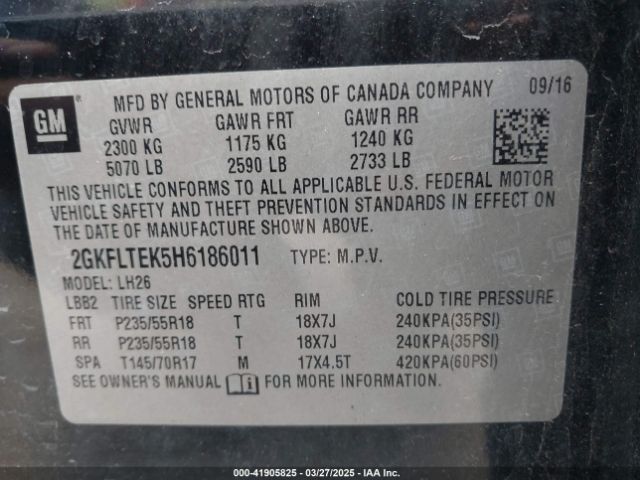 GM
MFD BY GENERAL MOTORS OF CANADA COMPANY 09/16
GVWR GAWR FRT GAWR RR
2300 KG 1175 KG 1240 KG
5070 LB 2590 LB 2733 LB
THIS VEHICLE CONFORMS TO ALL APPLICABLE U.S. FEDERAL MOTOR
VEHICLE SAFETY AND THEFT PREVENTION STANDARDS IN EFFECT ON
THE DATE OF MANUFACTURE SHOWN ABOVE.
2GKFLTEK5H6186011 TYPE: M.P.V.
MODEL: LH26
LBB2 TIRE SIZE SPEED RTG RIM COLD TIRE PRESSURE
FRT P235/55R18 T 18X7J 240KPA(35PSI)
RR P235/55R18 T 18X7J 240KPA(35PSI)
SPA T145/70R17 M 17X4.5T 420KPA(60PSI)
SEE OWNER'S MANUAL FOR MORE INFORMATION.
000-41905825 - 03/27/2025 - IAA Inc.